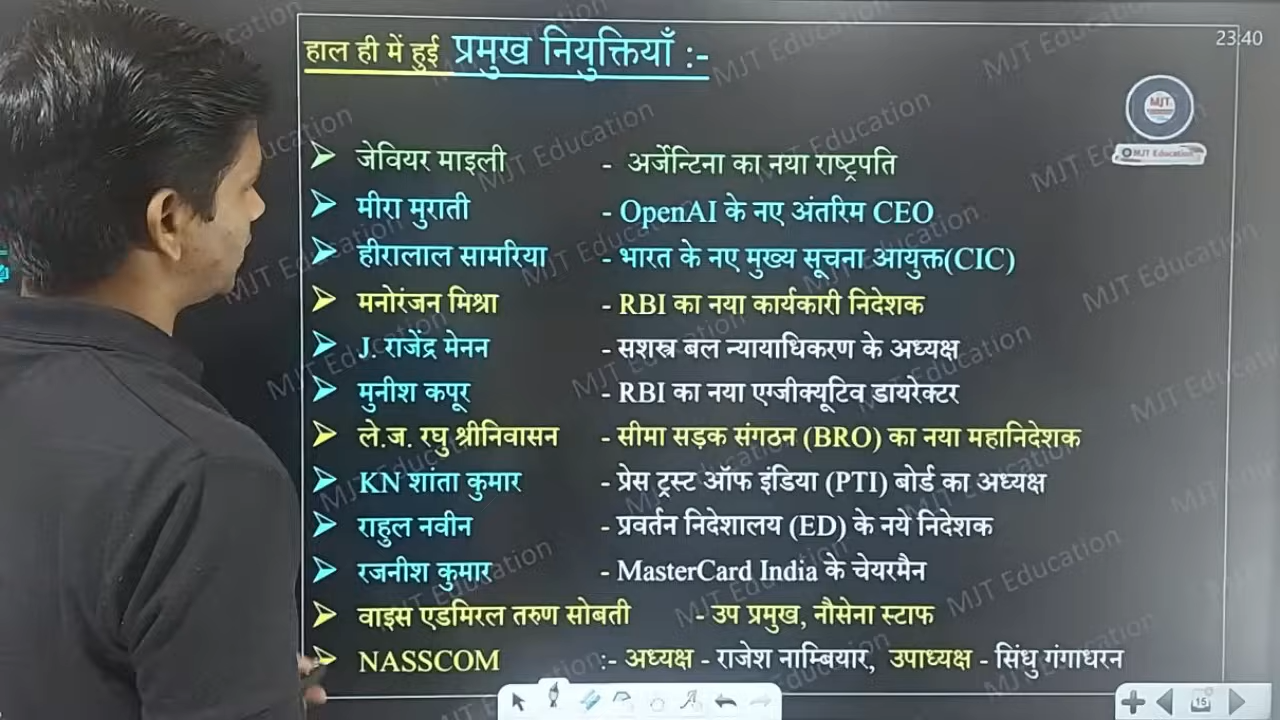 हाल ही में हुई प्रमुख नियुक्तियाँ :-
23:40
MJT
MJT Education
➤ जेवियर माइली - अर्जेन्टिना का नया राष्ट्रपति
➤ मीरा मुराती - OpenAI के नए अंतरिम CEO
➤ हीरालाल सामरिया - भारत के नए मुख्य सूचना आयुक्त(CIC)
➤ मनोरंजन मिश्रा - RBI का नया कार्यकारी निदेशक
➤ J. राजेंद्र मेनन - सशस्त्र बल न्यायाधिकरण के अध्यक्ष
➤ मुनीश कपूर - RBI का नया एग्जीक्यूटिव डायरेक्टर
➤ ले.ज. रघु श्रीनिवासन - सीमा सड़क संगठन (BRO) का नया महानिदेशक
➤ KN शांता कुमार - प्रेस ट्रस्ट ऑफ इंडिया (PTI) बोर्ड का अध्यक्ष
➤ राहुल नवीन - प्रवर्तन निदेशालय (ED) के नये निदेशक
➤ रजनीश कुमार - MasterCard India के चेयरमैन
➤ वाइस एडमिरल तरुण सोबती - उप प्रमुख, नौसेना स्टाफ
➤ NASSCOM :- अध्यक्ष - राजेश नाम्बियार, उपाध्यक्ष - सिंधु गंगाधरन
15